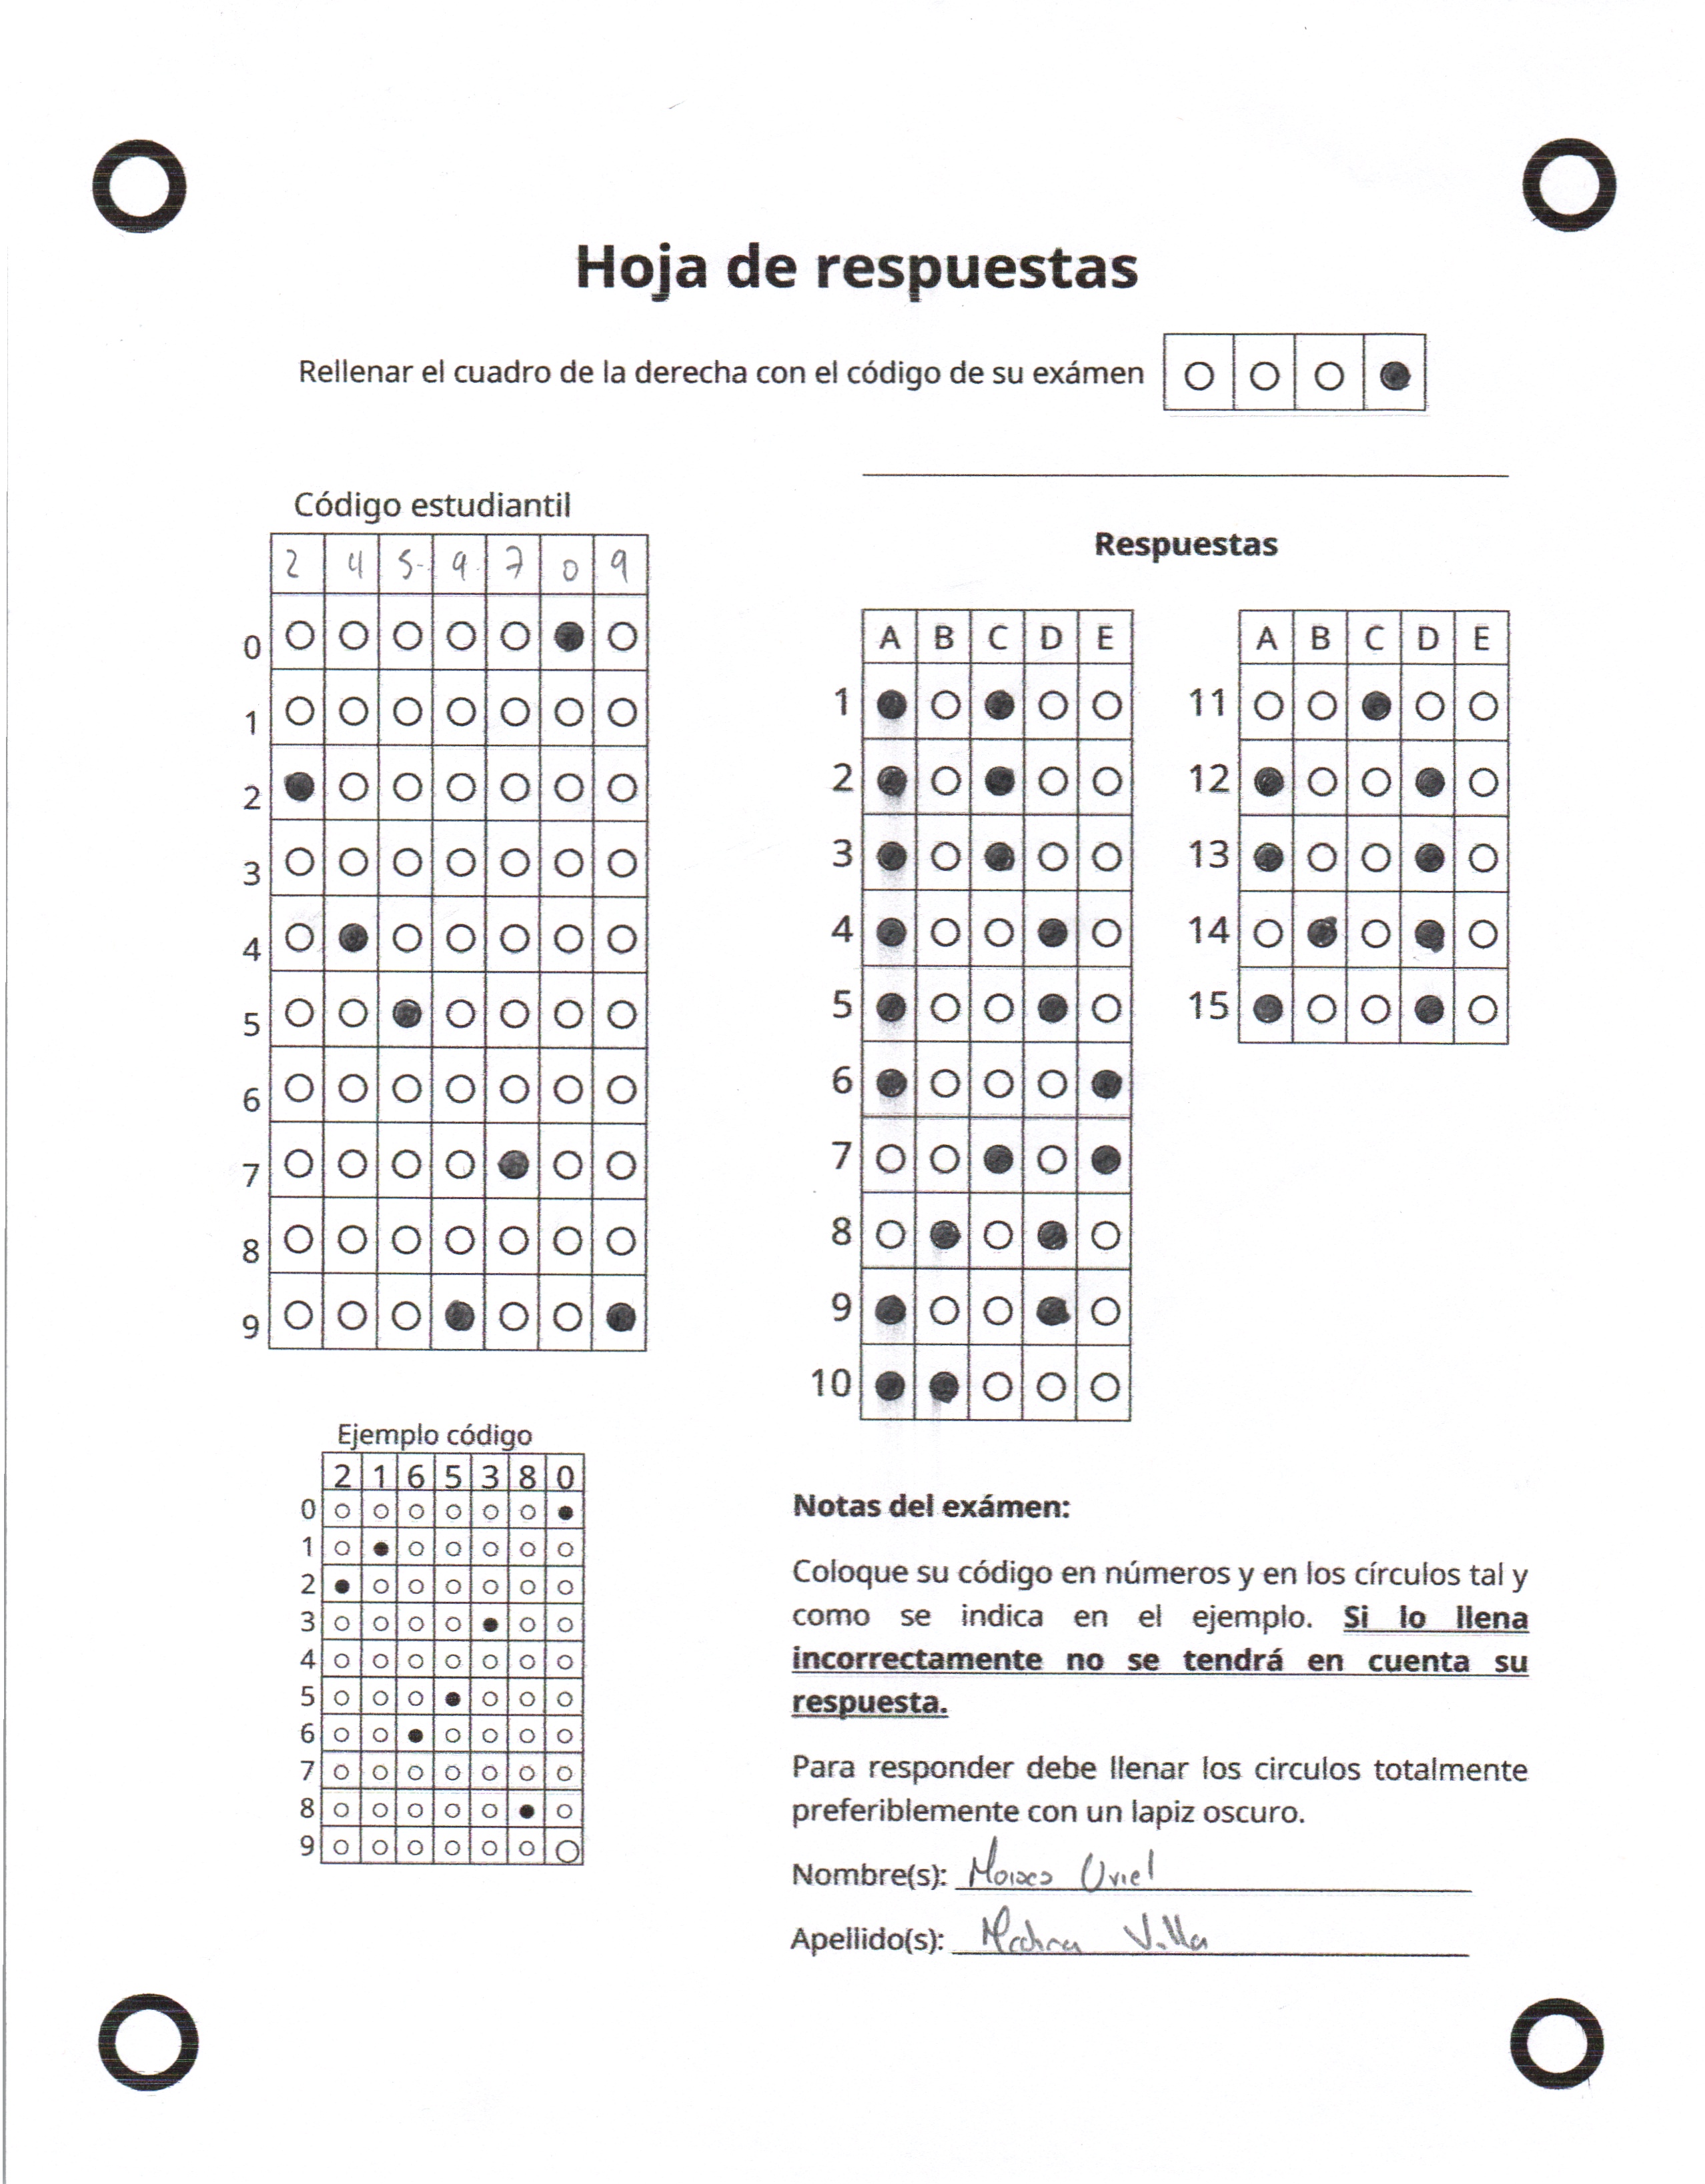 Hoja de respuestas
Rellenar el cuadro de la derecha con el código de su exámen
Código estudiantil
2 4 5 9 7 0 9
0
1
2
3
4
5
6
7
8
9
Respuestas
A B C D E
1
2
3
4
5
6
7
8
9
10
A B C D E
11
12
13
14
15
Ejemplo código
2 1 6 5 3 8 0
0
1
2
3
4
5
6
7
8
9
Notas del exámen:
Coloque su código en números y en los círculos tal y
como se indica en el ejemplo. Si lo llena
incorrectamente no se tendrá en cuenta su
respuesta.
Para responder debe llenar los circulos totalmente
preferiblemente con un lapiz oscuro.
Nombre(s): Moises Uriel
Apellido(s): Medina Villa